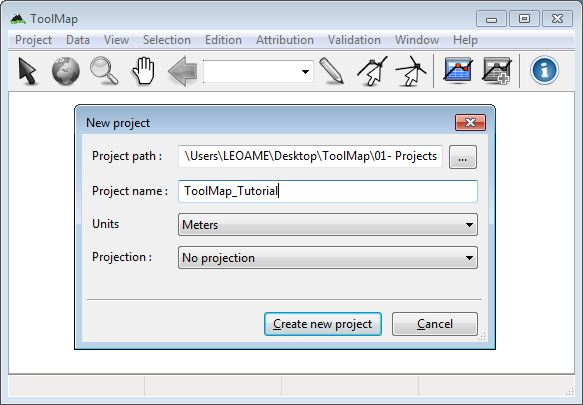 ToolMap
Project Data View Selection Edition Attribution Validation Window Help
New project
Project path : \Users\LEOAME\Desktop\ToolMap\01- Projects ...
Project name : ToolMap_Tutorial
Units Meters
Projection : No projection
Create new project Cancel